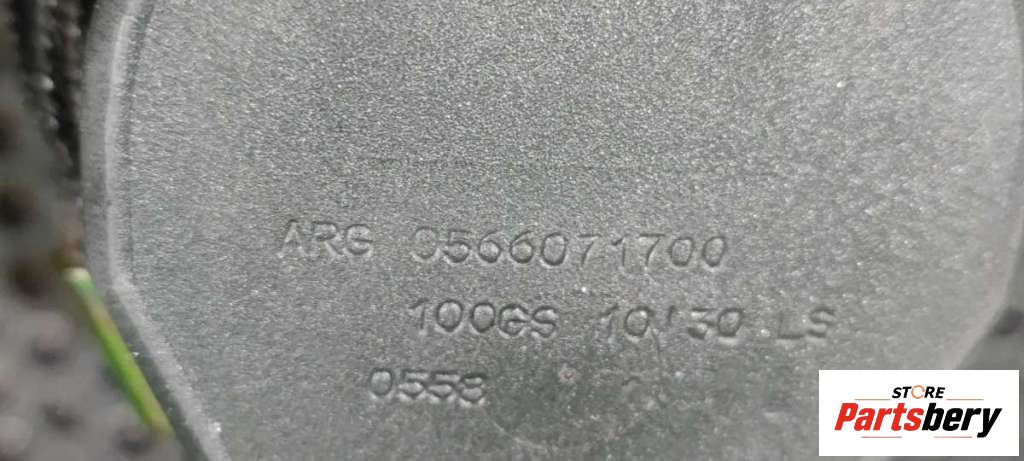 ARG 0566071700
100GS 10/30 LS
0558
STORE
Partsbery